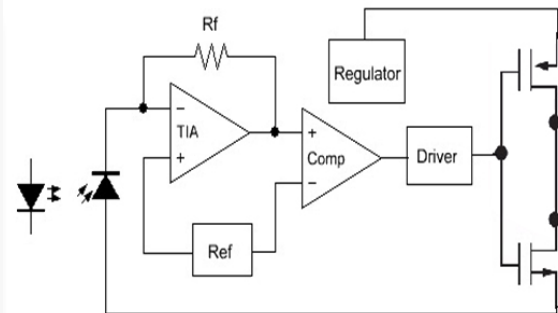 Rf
Regulator
−
TIA
+
+
Comp
−
Driver
Ref